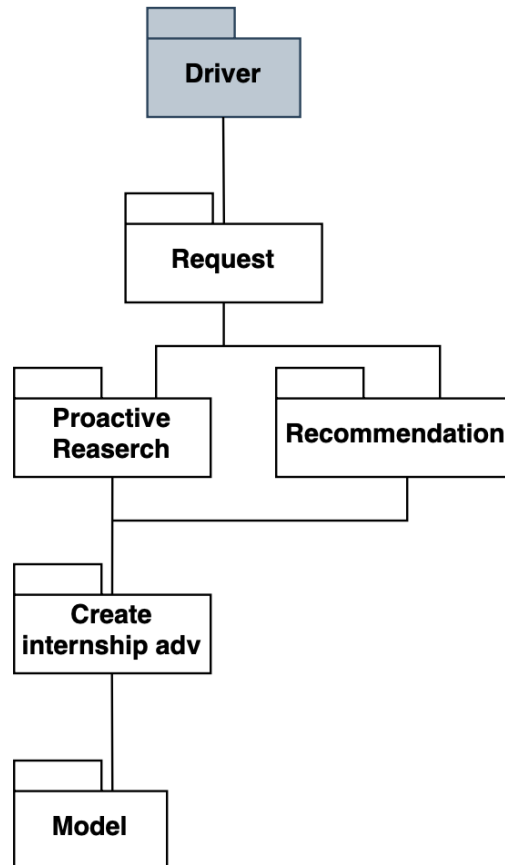 Driver
Request
Proactive
Reaserch
Recommendation
Create
internship adv
Model